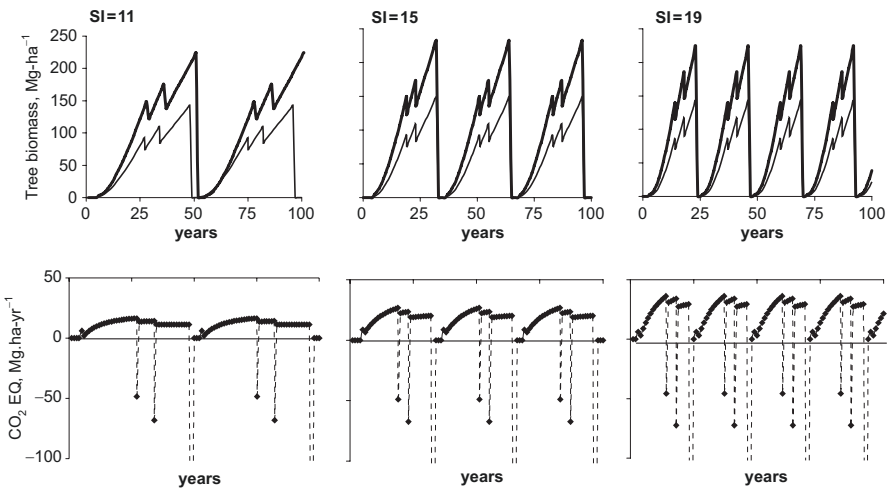 SI=11
SI=15
SI=19
Tree biomass, Mg-ha⁻¹
250
200
150
100
50
0
0 25 50 75 100
years
0 25 50 75 100
years
0 25 50 75 100
years
CO₂ EQ, Mg.ha-yr⁻¹
50
0
−50
−100
years
years
years